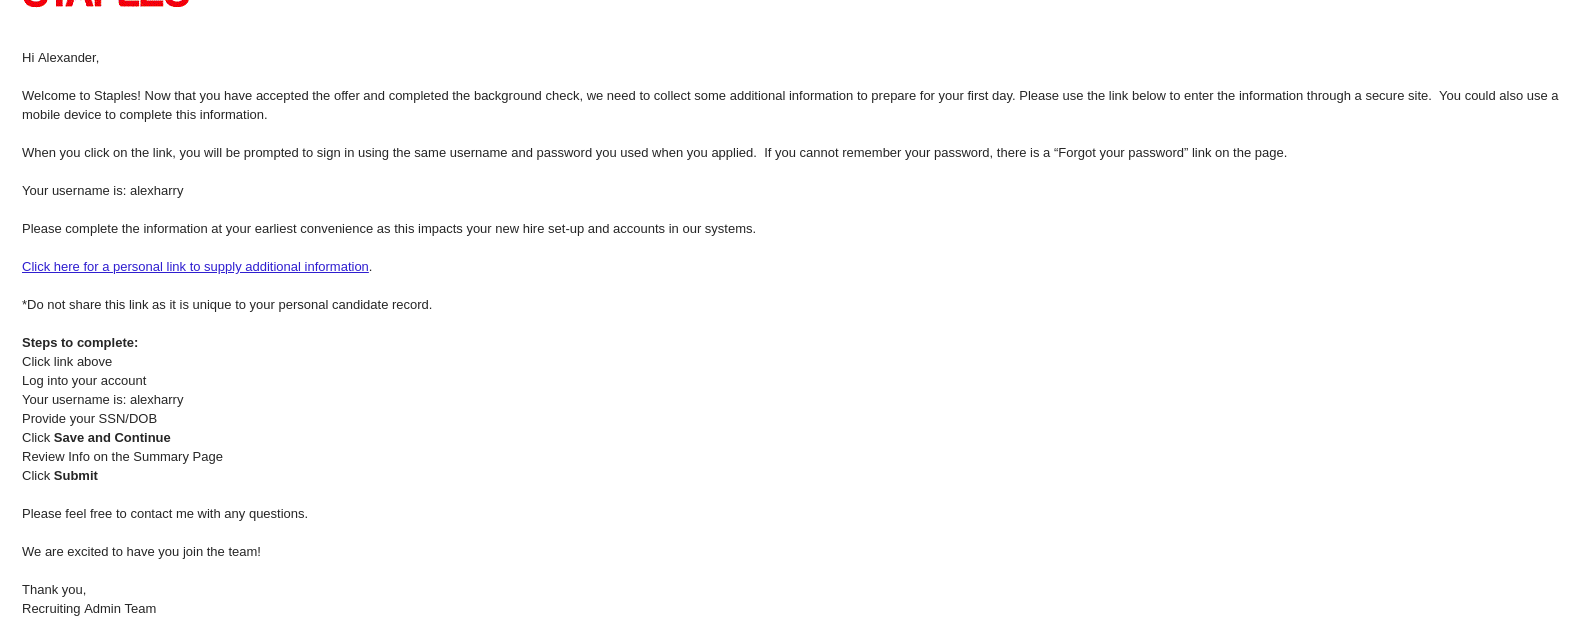 STAPLES
Hi Alexander,
Welcome to Staples! Now that you have accepted the offer and completed the background check, we need to collect some additional information to prepare for your first day. Please use the link below to enter the information through a secure site.  You could also use a
mobile device to complete this information.
When you click on the link, you will be prompted to sign in using the same username and password you used when you applied.  If you cannot remember your password, there is a “Forgot your password” link on the page.
Your username is: alexharry
Please complete the information at your earliest convenience as this impacts your new hire set-up and accounts in our systems.
Click here for a personal link to supply additional information.
*Do not share this link as it is unique to your personal candidate record.
Steps to complete:
Click link above
Log into your account
Your username is: alexharry
Provide your SSN/DOB
Click Save and Continue
Review Info on the Summary Page
Click Submit
Please feel free to contact me with any questions.
We are excited to have you join the team!
Thank you,
Recruiting Admin Team